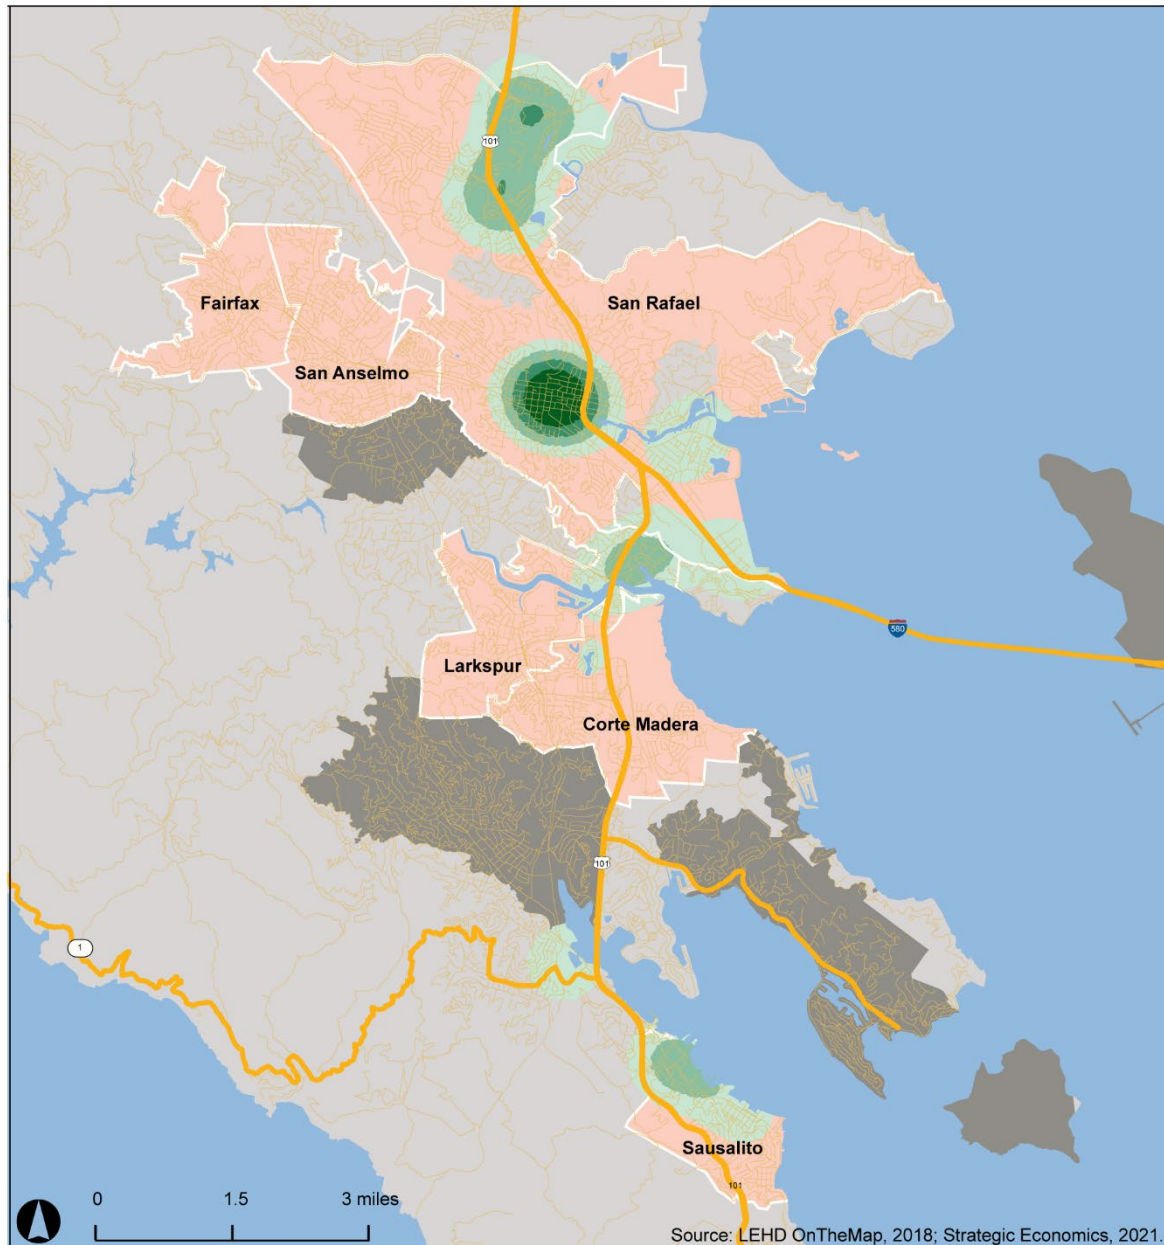 101
Fairfax
San Rafael
San Anselmo
580
Larkspur
Corte Madera
101
1
Sausalito
101
0 1.5 3 miles
Source: LEHD OnTheMap, 2018; Strategic Economics, 2021.